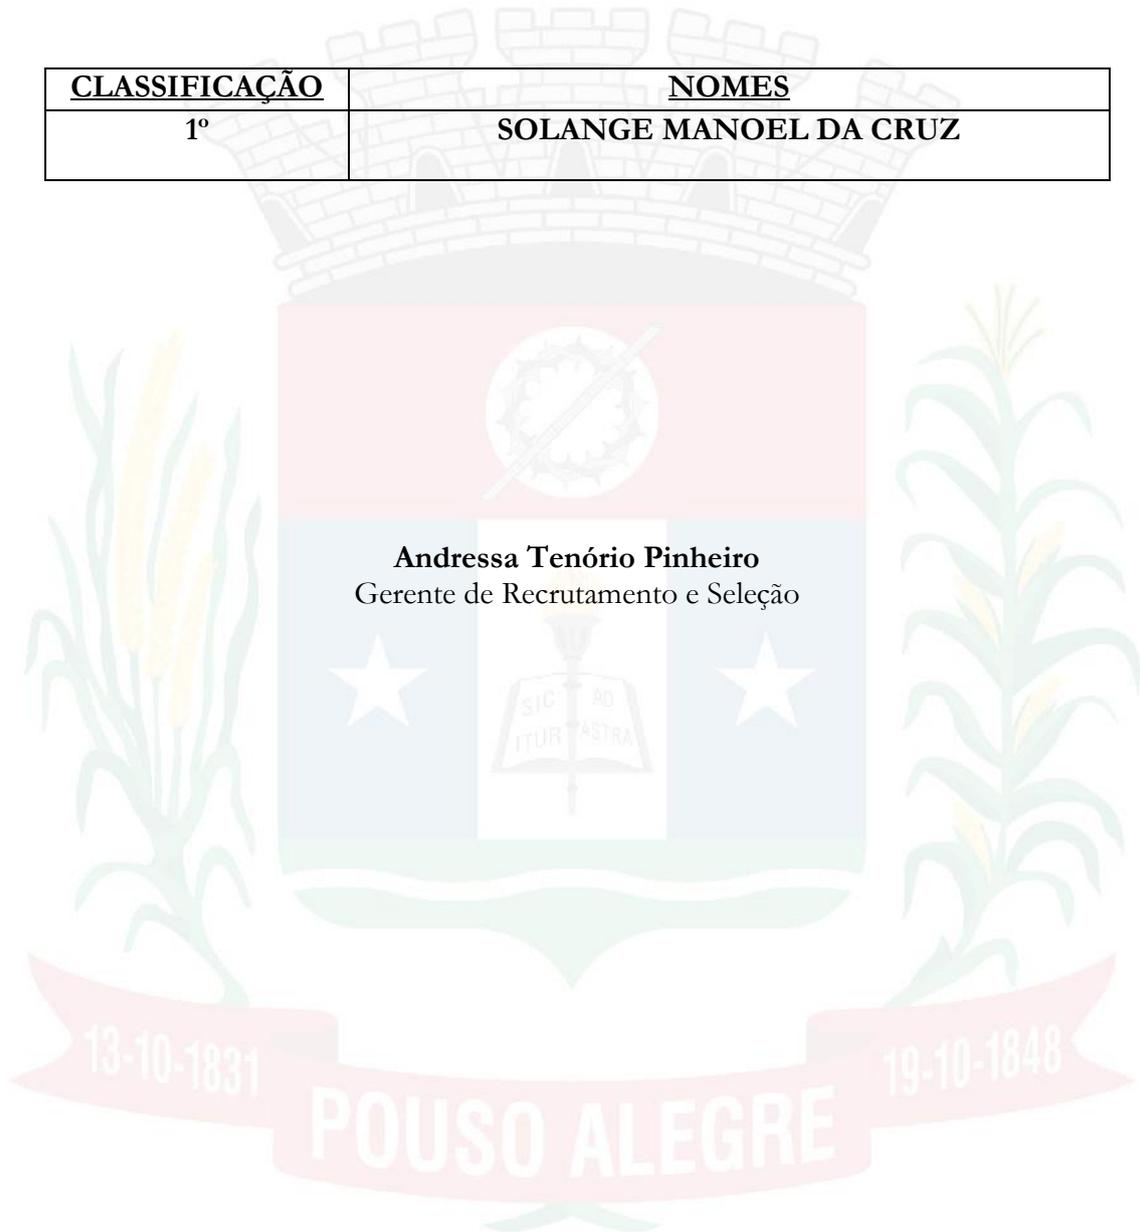 CLASSIFICAÇÃO NOMES
1º SOLANGE MANOEL DA CRUZ
Andressa Tenório Pinheiro
Gerente de Recrutamento e Seleção
SIC AD
ITUR ASTRA
13-10-1831 19-10-1848
POUSO ALEGRE